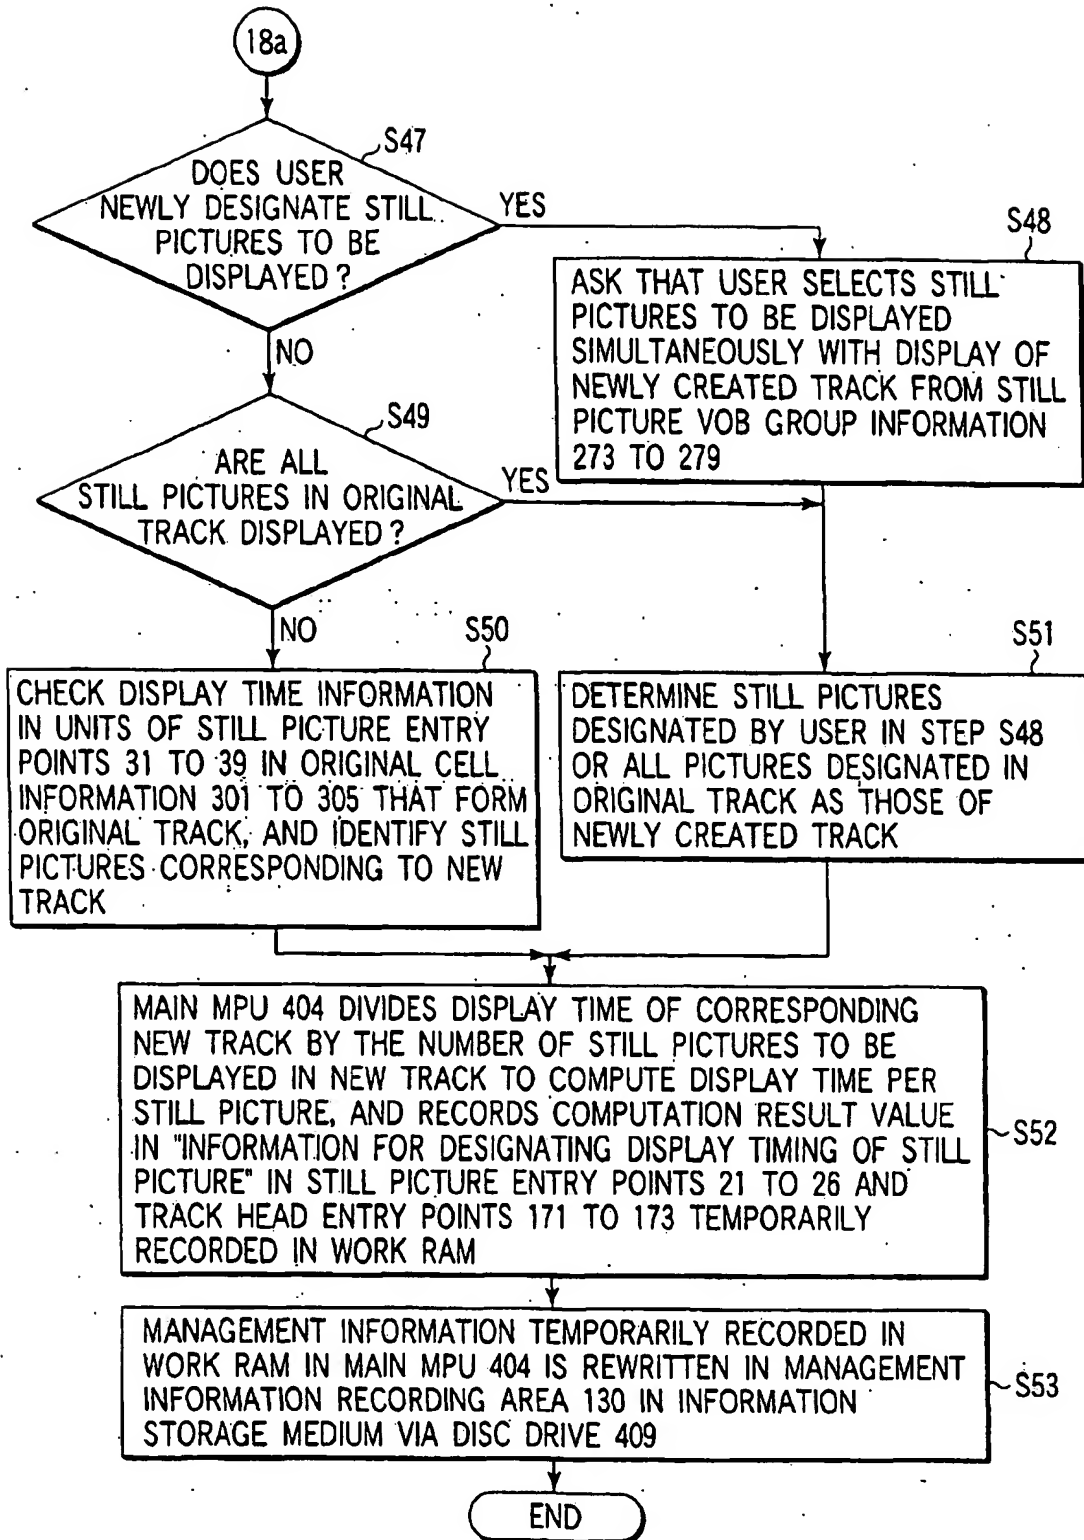 18a
S47
DOES USER
NEWLY DESIGNATE STILL
PICTURES TO BE
DISPLAYED?
YES
NO
S48
ASK THAT USER SELECTS STILL
PICTURES TO BE DISPLAYED
SIMULTANEOUSLY WITH DISPLAY OF
NEWLY CREATED TRACK FROM STILL
PICTURE VOB GROUP INFORMATION
273 TO 279
S49
ARE ALL
STILL PICTURES IN ORIGINAL
TRACK DISPLAYED?
YES
NO
S50
CHECK DISPLAY TIME INFORMATION
IN UNITS OF STILL PICTURE ENTRY
POINTS 31 TO 39 IN ORIGINAL CELL
INFORMATION 301 TO 305 THAT FORM
ORIGINAL TRACK, AND IDENTIFY STILL
PICTURES CORRESPONDING TO NEW
TRACK
S51
DETERMINE STILL PICTURES
DESIGNATED BY USER IN STEP S48
OR ALL PICTURES DESIGNATED IN
ORIGINAL TRACK AS THOSE OF
NEWLY CREATED TRACK
MAIN MPU 404 DIVIDES DISPLAY TIME OF CORRESPONDING
NEW TRACK BY THE NUMBER OF STILL PICTURES TO BE
DISPLAYED IN NEW TRACK TO COMPUTE DISPLAY TIME PER
STILL PICTURE, AND RECORDS COMPUTATION RESULT VALUE
IN "INFORMATION FOR DESIGNATING DISPLAY TIMING OF STILL
PICTURE" IN STILL PICTURE ENTRY POINTS 21 TO 26 AND
TRACK HEAD ENTRY POINTS 171 TO 173 TEMPORARILY
RECORDED IN WORK RAM
S52
MANAGEMENT INFORMATION TEMPORARILY RECORDED IN
WORK RAM IN MAIN MPU 404 IS REWRITTEN IN MANAGEMENT
INFORMATION RECORDING AREA 130 IN INFORMATION
STORAGE MEDIUM VIA DISC DRIVE 409
S53
END